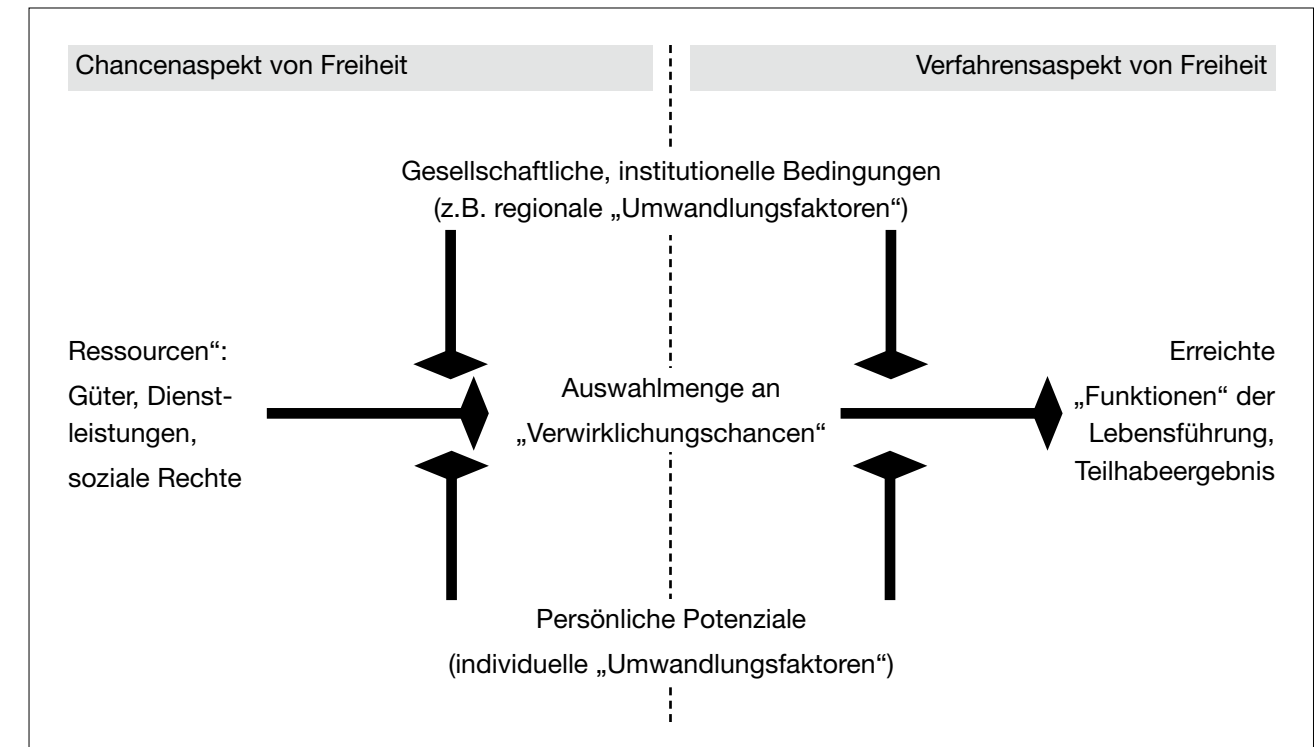 Chancenaspekt von Freiheit
Verfahrensaspekt von Freiheit
Gesellschaftliche, institutionelle Bedingungen
(z.B. regionale „Umwandlungsfaktoren“)
Ressourcen“:
Güter, Dienst-
leistungen,
soziale Rechte
Auswahlmenge an
„Verwirklichungschancen“
Erreichte
„Funktionen“ der
Lebensführung,
Teilhabeergebnis
Persönliche Potenziale
(individuelle „Umwandlungsfaktoren“)